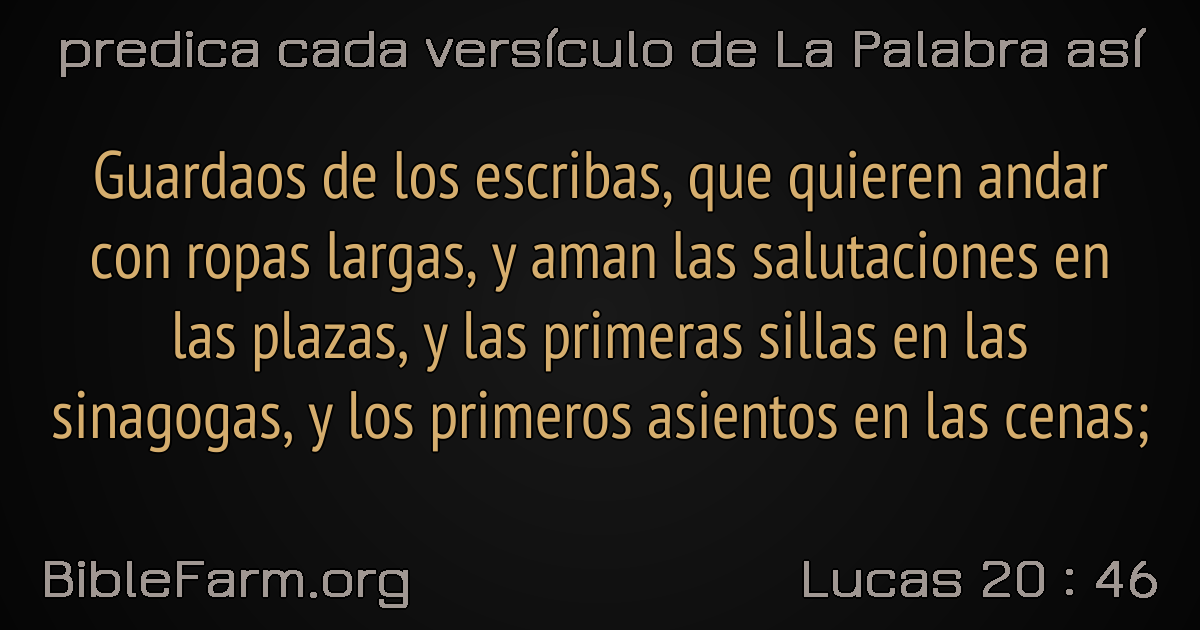 predica cada versículo de La Palabra así
Guardaos de los escribas, que quieren andar
con ropas largas, y aman las salutaciones en
las plazas, y las primeras sillas en las
sinagogas, y los primeros asientos en las cenas;
BibleFarm.org
Lucas 20 : 46